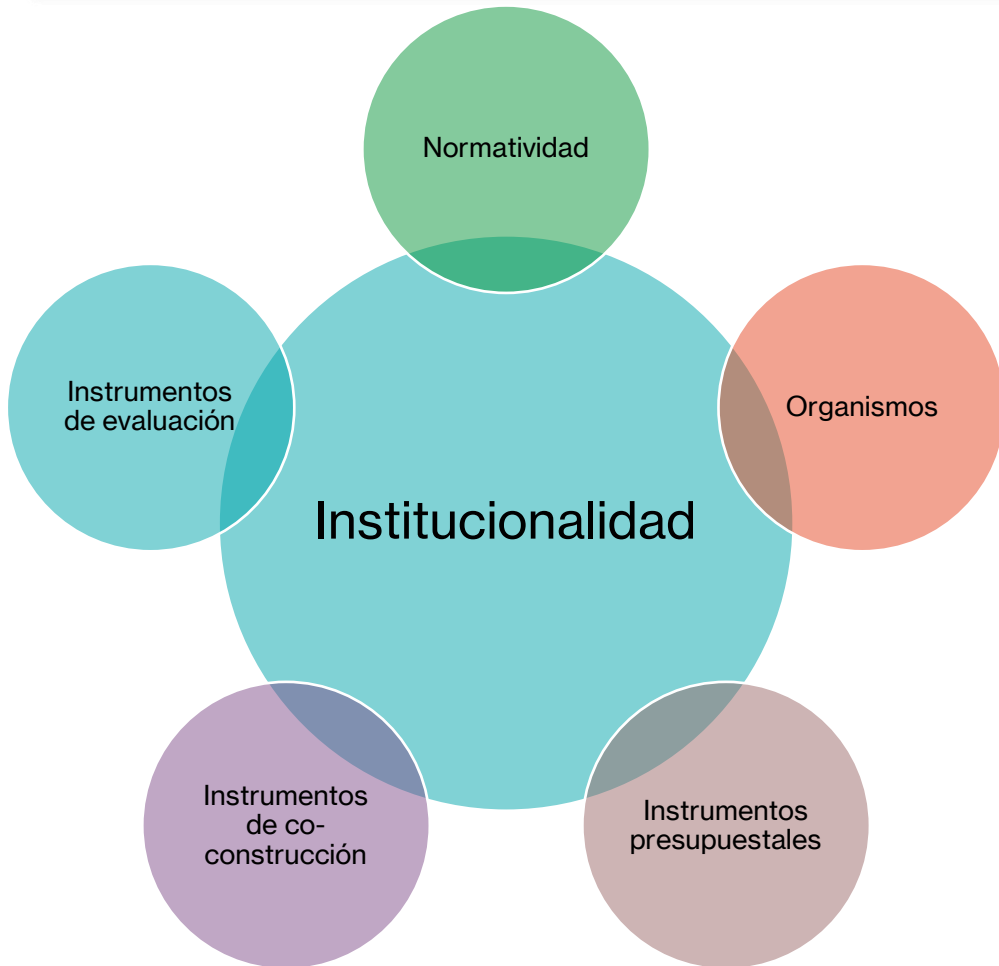 Normatividad
Instrumentos
de evaluación
Organismos
Institucionalidad
Instrumentos
de co-
construcción
Instrumentos
presupuestales